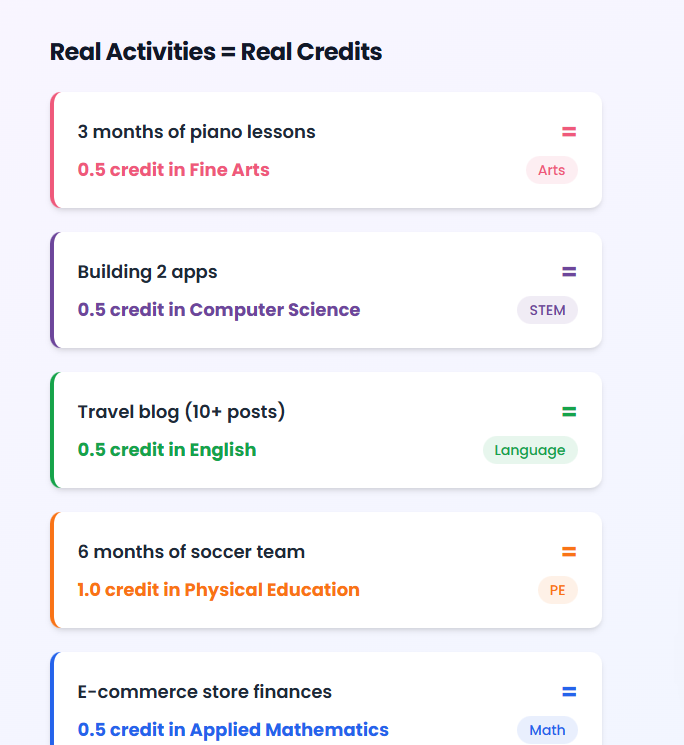 Real Activities = Real Credits
3 months of piano lessons =
0.5 credit in Fine Arts Arts
Building 2 apps =
0.5 credit in Computer Science STEM
Travel blog (10+ posts) =
0.5 credit in English Language
6 months of soccer team =
1.0 credit in Physical Education PE
E-commerce store finances =
0.5 credit in Applied Mathematics Math